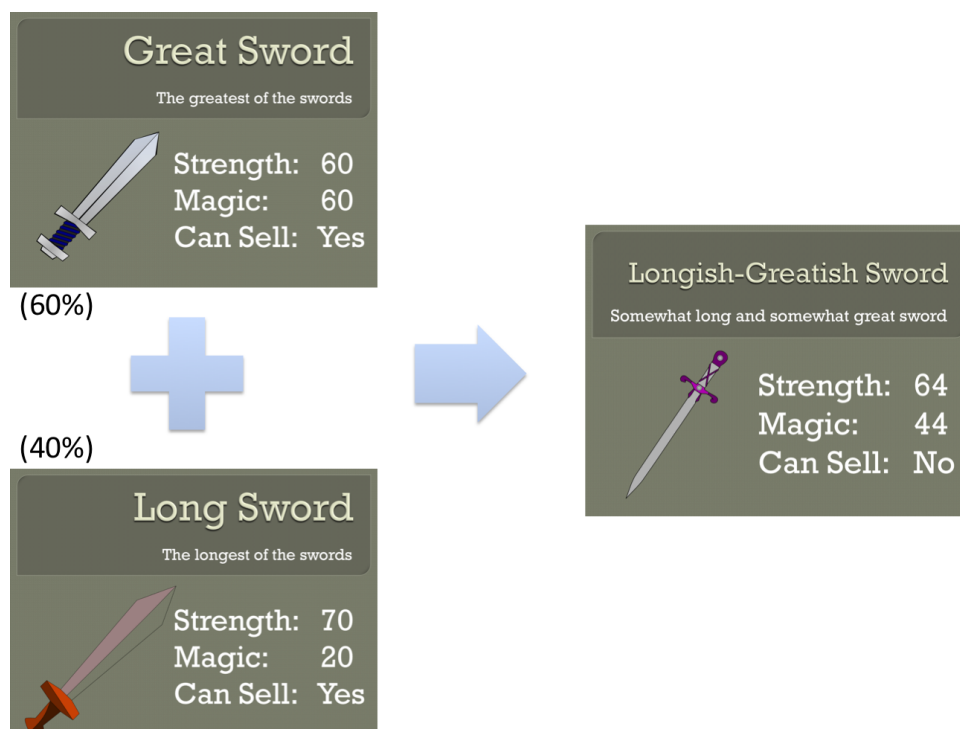 Great Sword
The greatest of the swords
Strength: 60
Magic: 60
Can Sell: Yes
(60%)
(40%)
Long Sword
The longest of the swords
Strength: 70
Magic: 20
Can Sell: Yes
Longish-Greatish Sword
Somewhat long and somewhat great sword
Strength: 64
Magic: 44
Can Sell: No